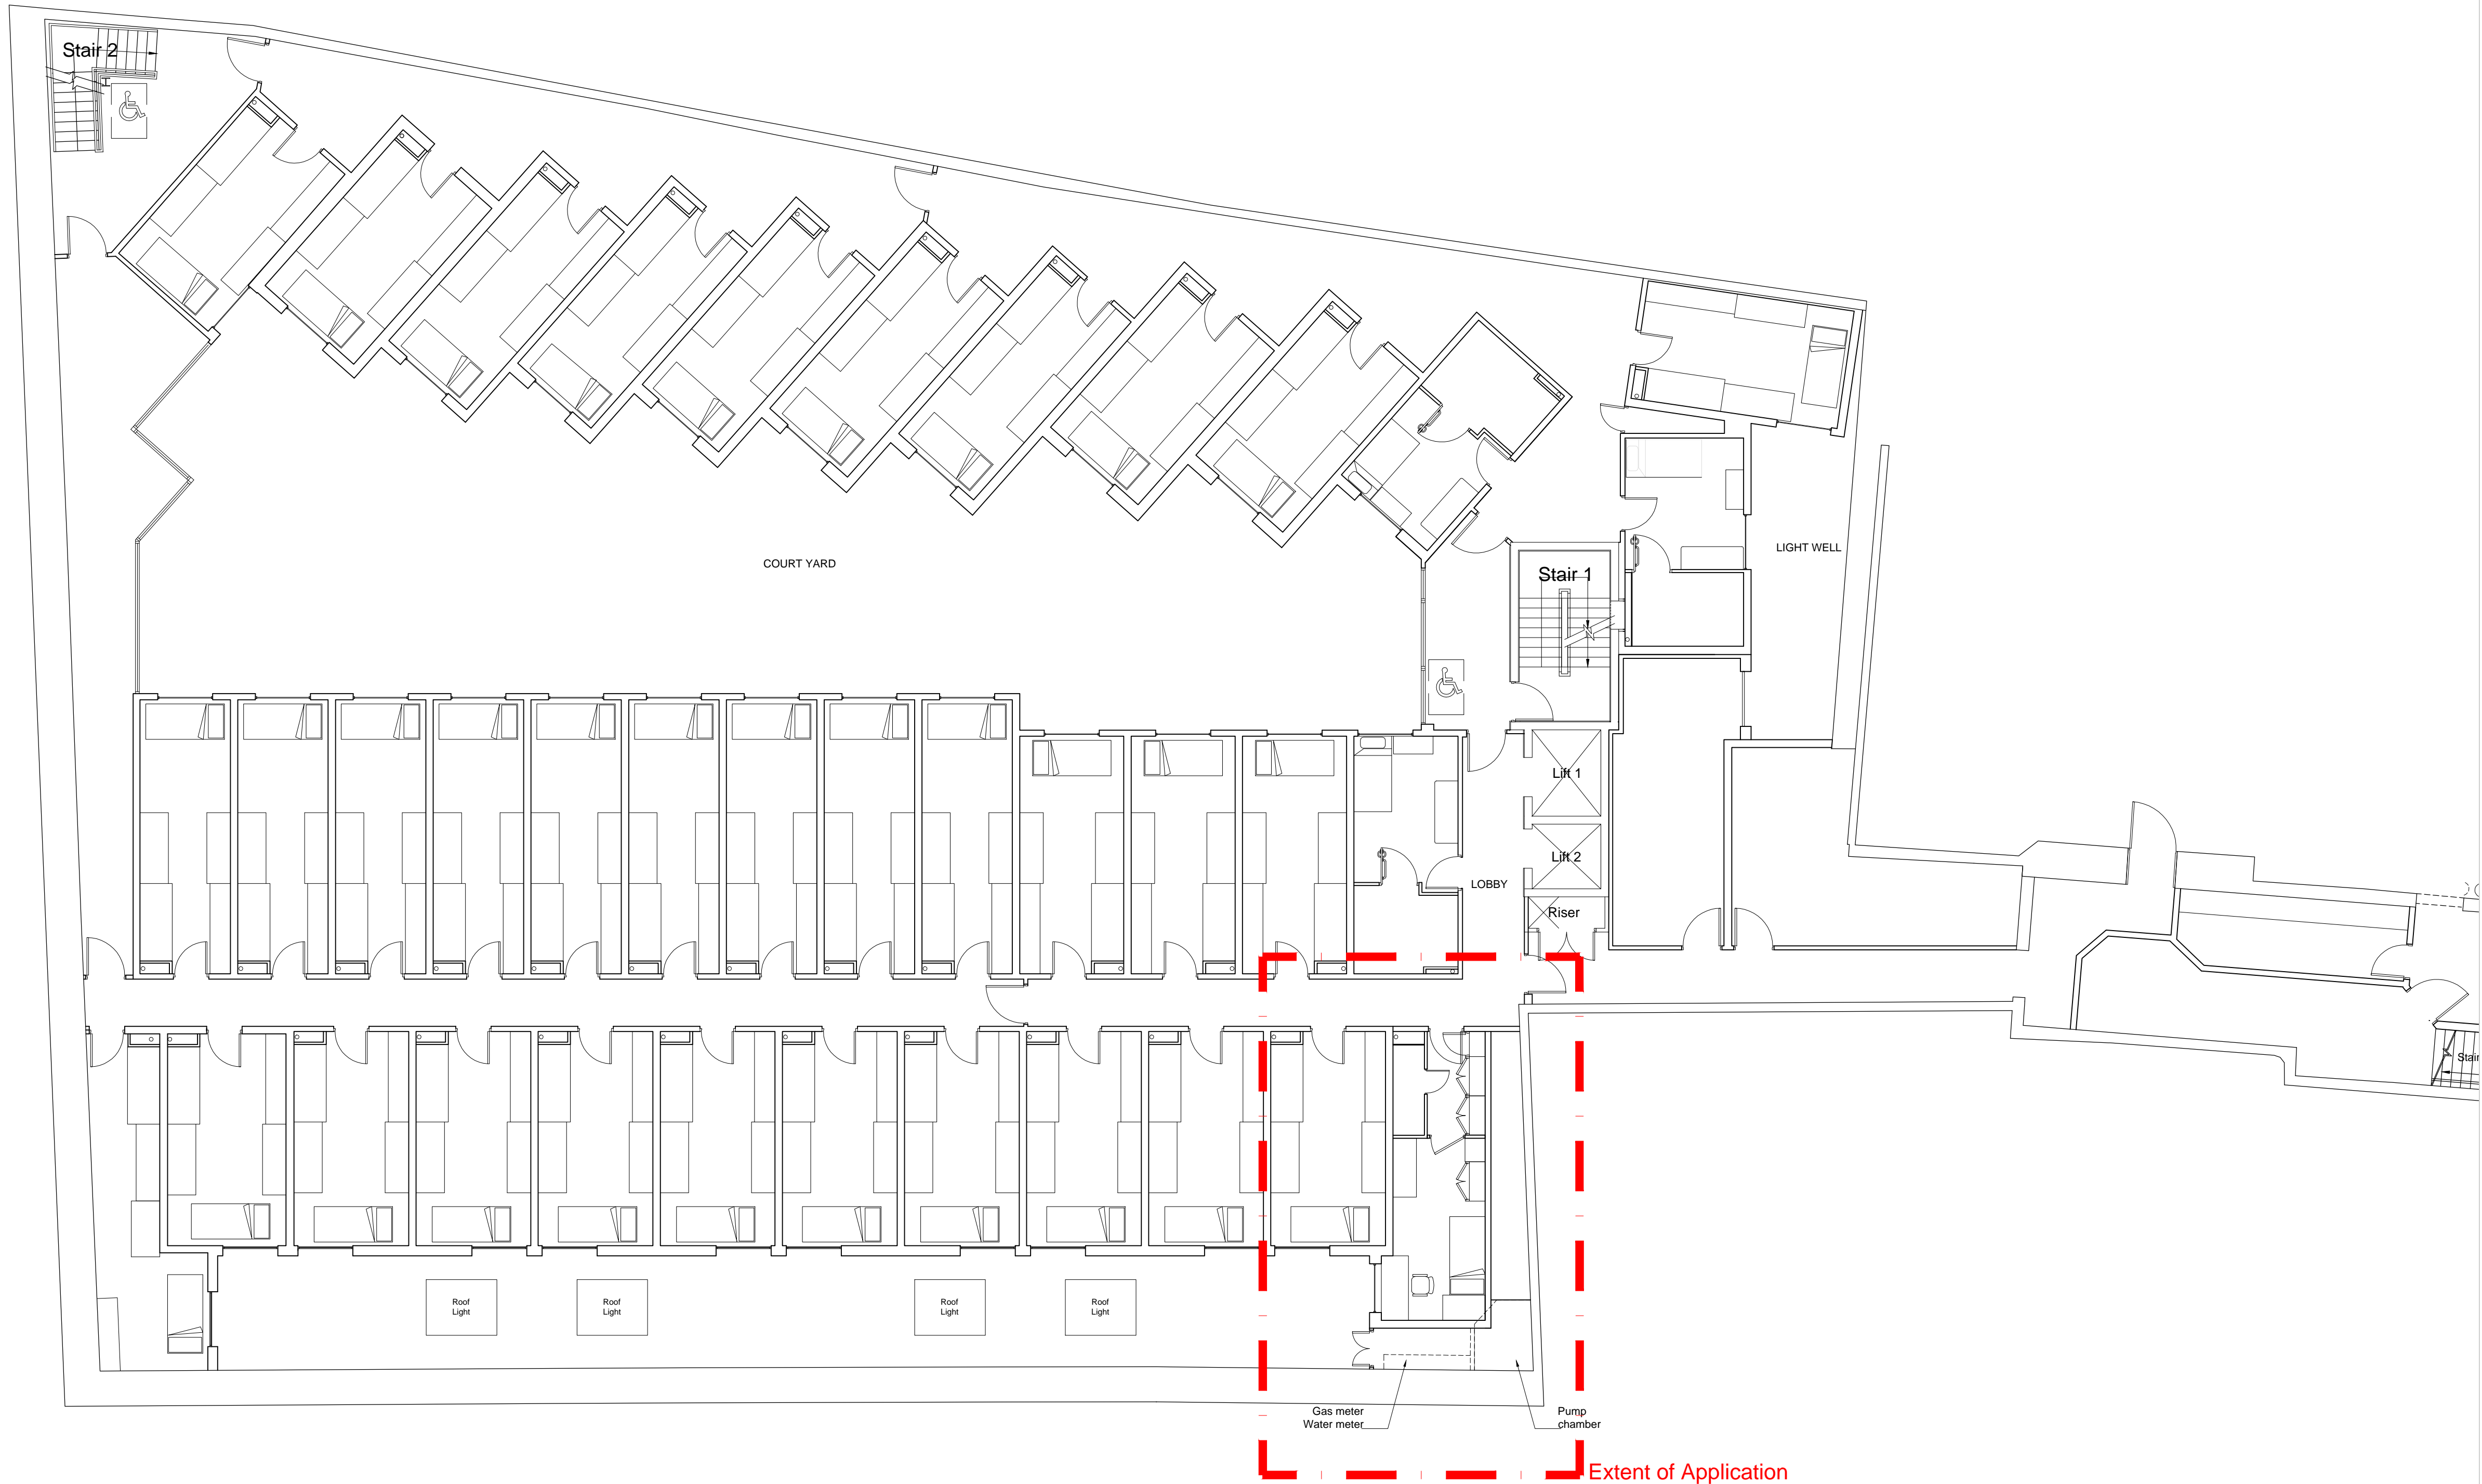 Stair 2
COURT YARD
LIGHT WELL
Stair 1
Lift 1
Lift 2
LOBBY
Riser
Stair
Roof
Light
Roof
Light
Roof
Light
Roof
Light
Gas meter
Water meter
Pump
chamber
Extent of Application